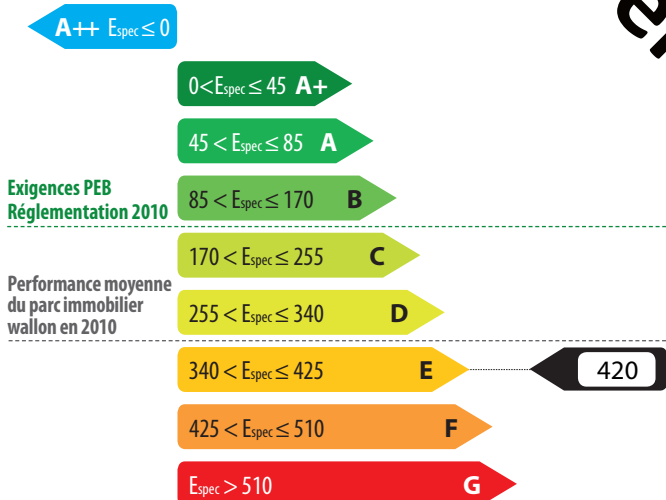 A++ Espec ≤ 0
0<Espec ≤ 45 A+
45 < Espec ≤ 85 A
Exigences PEB
Réglementation 2010
85 < Espec ≤ 170 B
170 < Espec ≤ 255 C
Performance moyenne
du parc immobilier
wallon en 2010
255 < Espec ≤ 340 D
340 < Espec ≤ 425 E
420
425 < Espec ≤ 510 F
Espec > 510 G